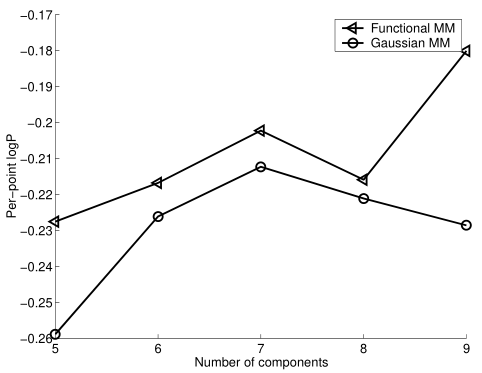 −0.17
−0.18
−0.19
−0.2
−0.21
−0.22
−0.23
−0.24
−0.25
−0.26
Per-point logP
Functional MM
Gaussian MM
5 6 7 8 9
Number of components